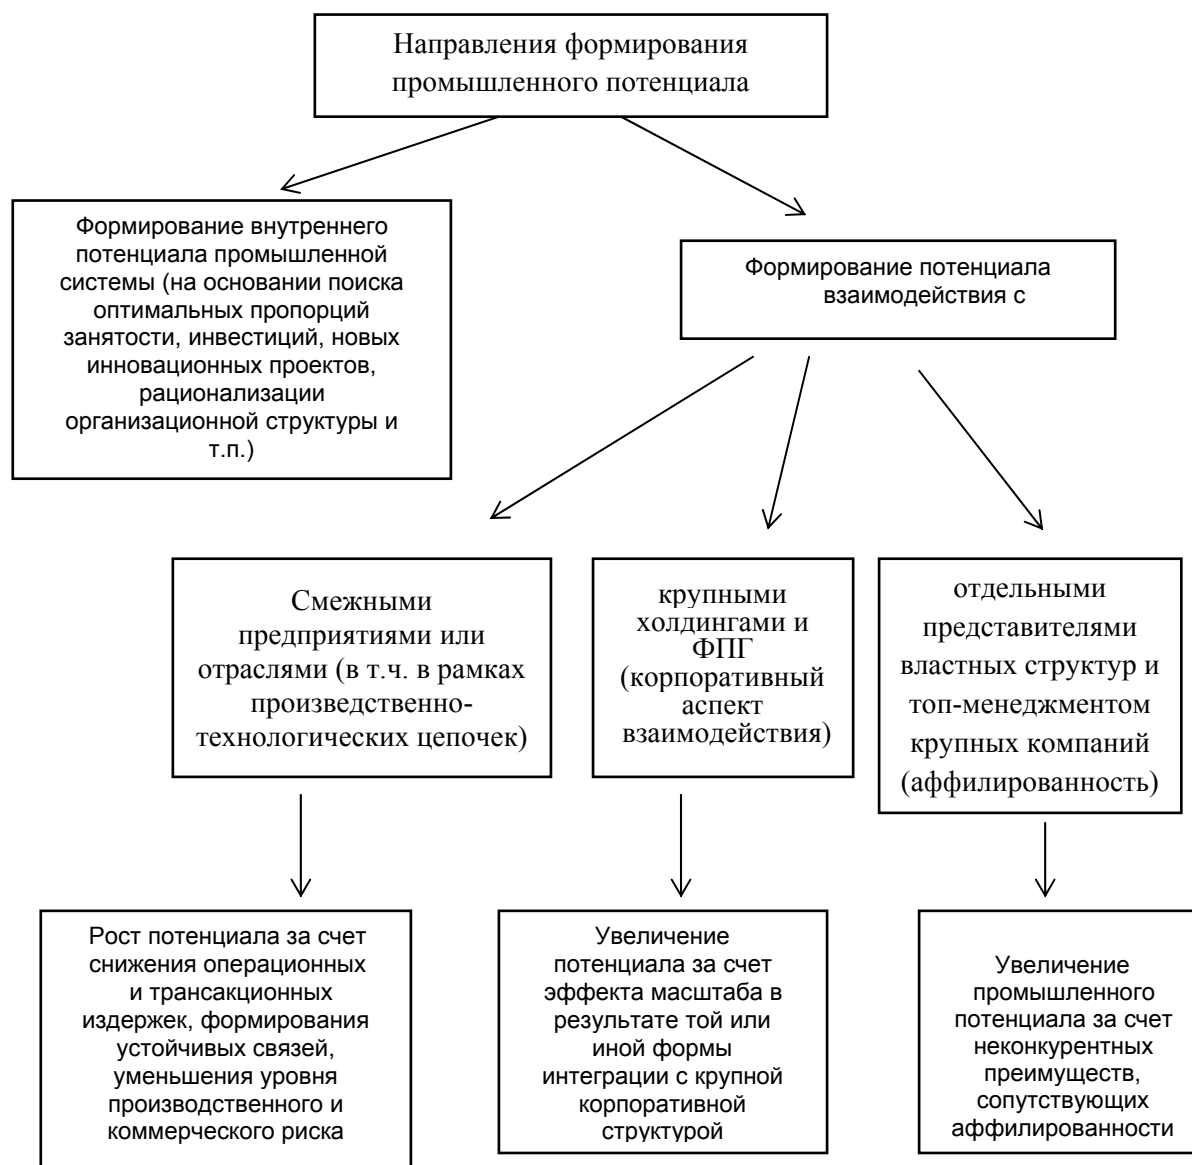 Направления формирования
промышленного потенциала
Формирование внутреннего
потенциала промышленной
системы (на основании поиска
оптимальных пропорций
занятости, инвестиций, новых
инновационных проектов,
рационализации
организационной структуры и
т.п.)
Формирование потенциала
взаимодействия с
Смежными
предприятиями или
отраслями (в т.ч. в рамках
произведственно-
технологических цепочек)
крупными
холдингами и
ФПГ
(корпоративный
аспект
взаимодействия)
отдельными
представителями
властных структур и
топ-менеджментом
крупных компаний
(аффилированность)
Рост потенциала за счет
снижения операционных
и трансакционных
издержек, формирования
устойчивых связей,
уменьшения уровня
производственного и
коммерческого риска
Увеличение
потенциала за счет
эффекта масштаба в
результате той или
иной формы
интеграции с крупной
корпоративной
структурой
Увеличение
промышленного
потенциала за счет
неконкурентных
преимуществ,
сопутствующих
аффилированности